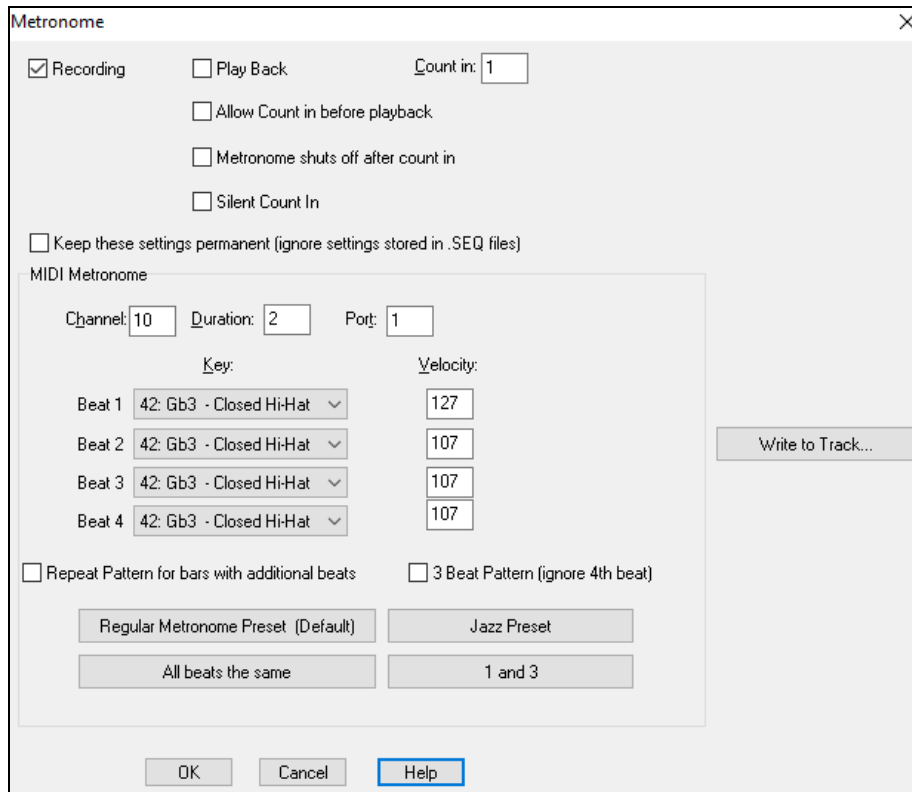 Metronome
Recording Play Back Count in: 1
Allow Count in before playback
Metronome shuts off after count in
Silent Count In
Keep these settings permanent (ignore settings stored in .SEQ files)
MIDI Metronome
Channel: 10 Duration: 2 Port: 1
Key: Velocity:
Beat 1 42: Gb3 - Closed Hi-Hat 127
Beat 2 42: Gb3 - Closed Hi-Hat 107
Write to Track...
Beat 3 42: Gb3 - Closed Hi-Hat 107
Beat 4 42: Gb3 - Closed Hi-Hat 107
Repeat Pattern for bars with additional beats 3 Beat Pattern (ignore 4th beat)
Regular Metronome Preset (Default) Jazz Preset
All beats the same 1 and 3
OK Cancel Help